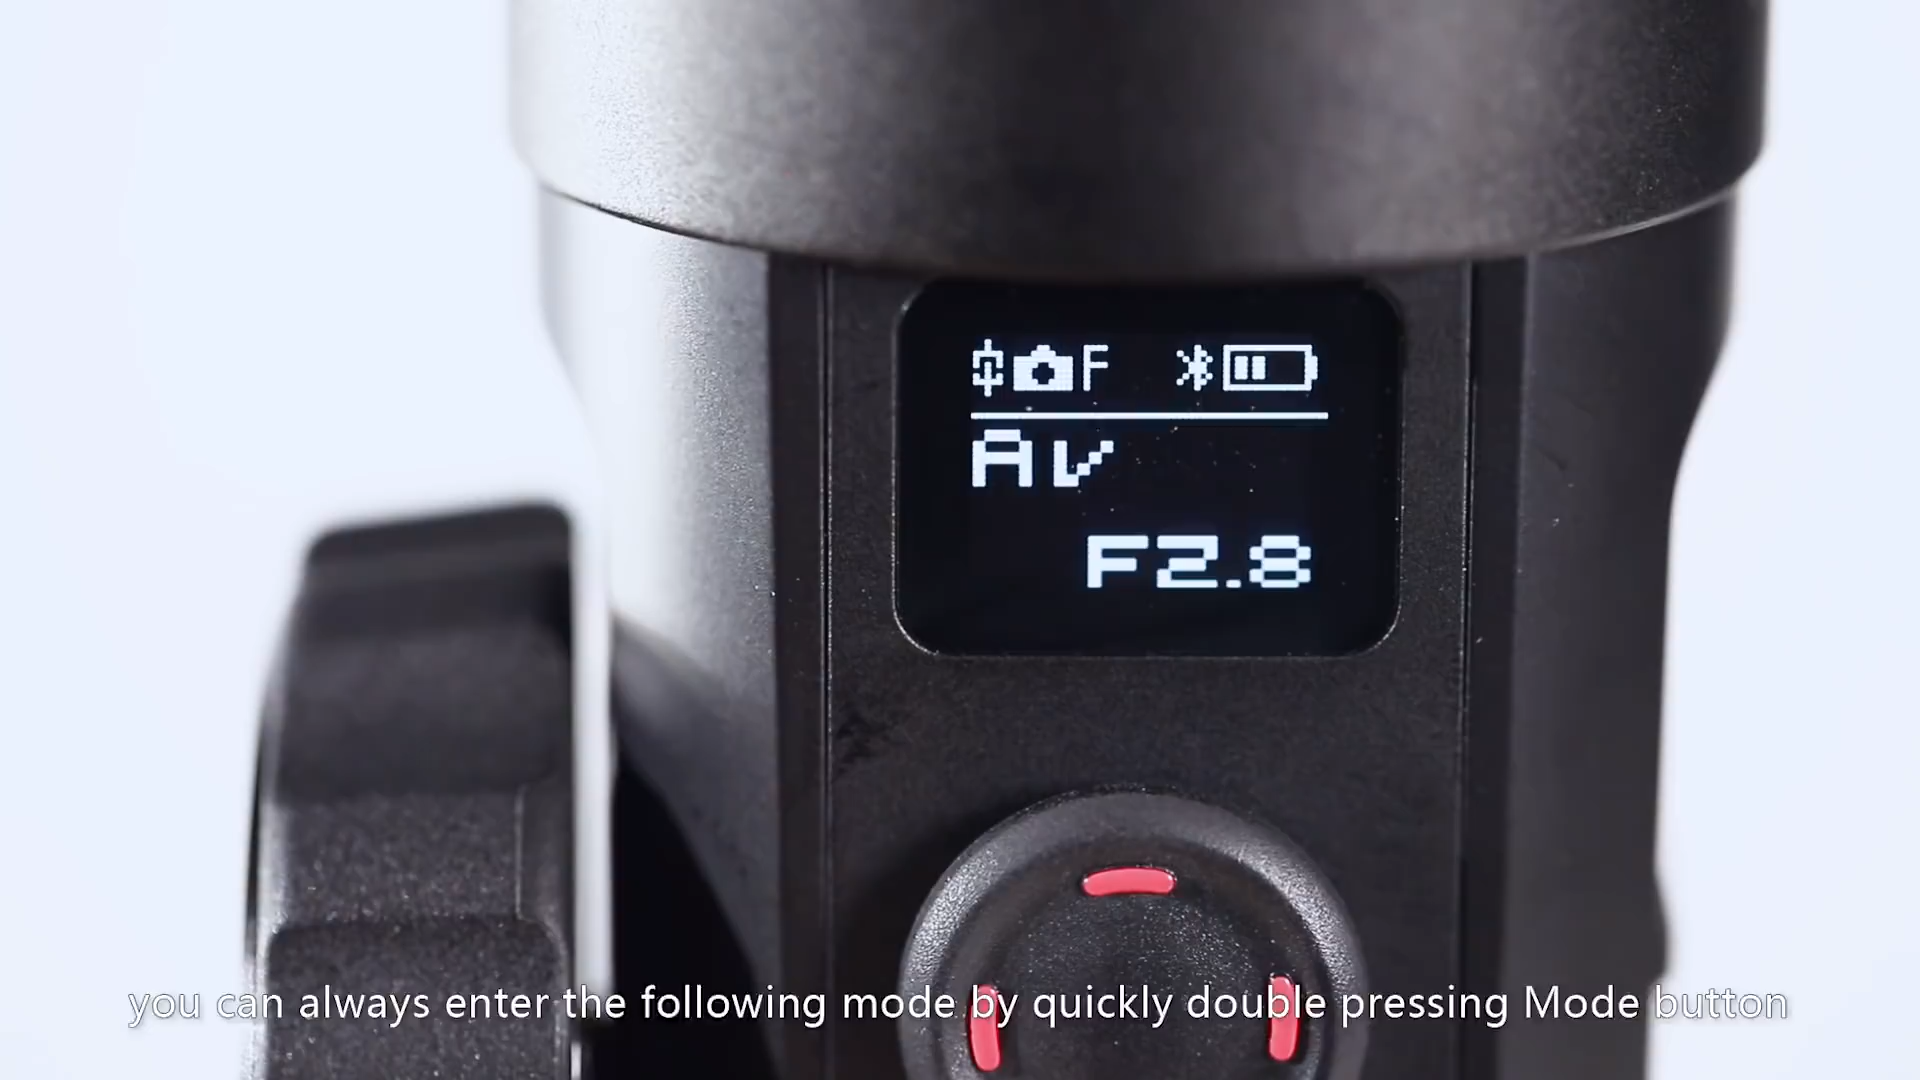 F
Av
F2.8
you can always enter the following mode by quickly double pressing Mode button